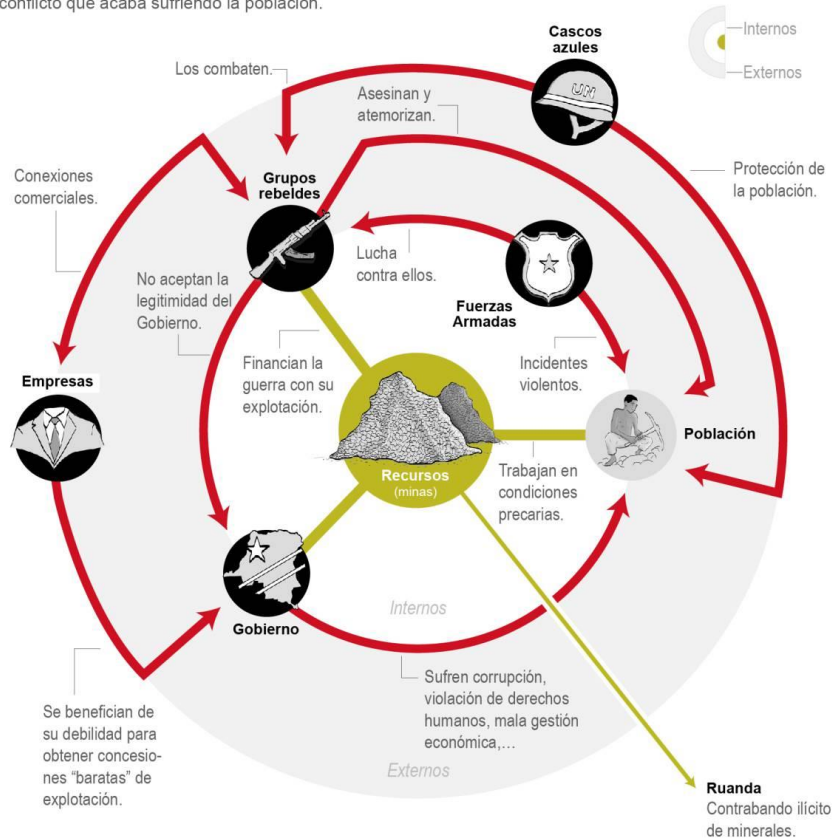 conflicto que acaba sufriendo la población.
Internos
Externos
Cascos
azules
UN
Los combaten.
Asesinan y
atemorizan.
Protección de
la población.
Conexiones
comerciales.
Grupos
rebeldes
No aceptan la
legitimidad del
Gobierno.
Lucha
contra ellos.
Fuerzas
Armadas
Incidentes
violentos.
Financian la
guerra con su
explotación.
Empresas
Población
Recursos
(minas)
Trabajan en
condiciones
precarias.
Gobierno
Internos
Sufren corrupción,
violación de derechos
humanos, mala gestión
económica,...
Se benefician de
su debilidad para
obtener concesio-
nes “baratas” de
explotación.
Externos
Ruanda
Contrabando ilícito
de minerales.